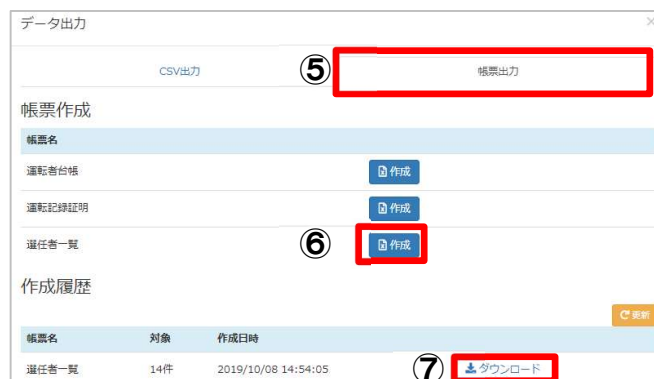 データ出力 ×
CSV出力 ⑤ 帳票出力
帳票作成
帳票名
運転者台帳 作成
運転記録証明 作成
選任者一覧 ⑥ 作成
作成履歴
更新
帳票名 対象 作成日時
選任者一覧 14件 2019/10/08 14:54:05 ⑦ ダウンロード